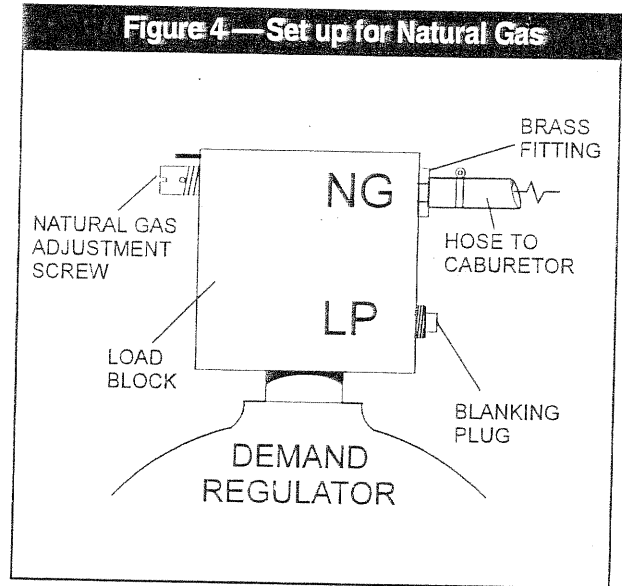 Figure 4—Set up for Natural Gas
BRASS
FITTING
NG
NATURAL GAS
ADJUSTMENT
SCREW
HOSE TO
CABURETOR
LP
LOAD
BLOCK
BLANKING
PLUG
DEMAND
REGULATOR